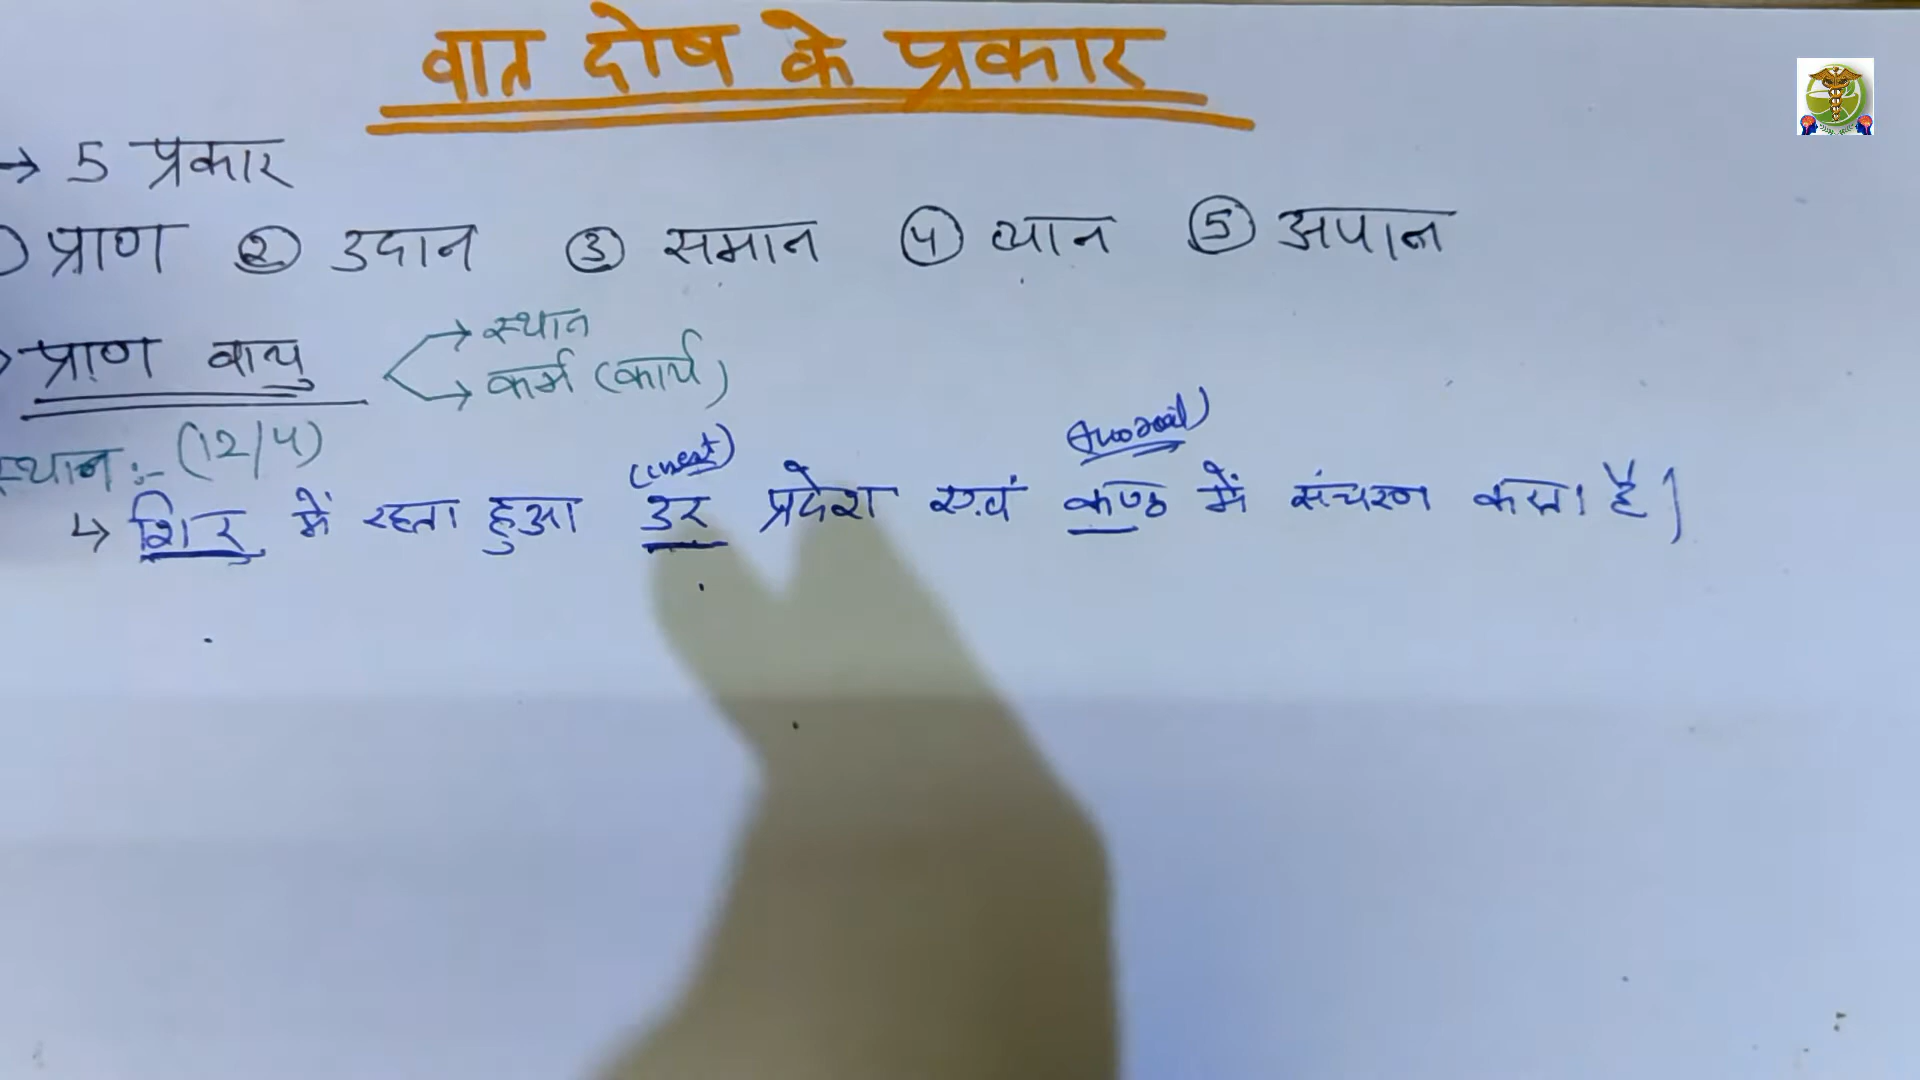 वात दोष के प्रकार
→ 5 प्रकार
प्राण ② उदान ③ समान ④ व्यान ⑤ अपान
प्राण वायु → स्थान
→ कर्म (कार्य)
स्थान :- (12/4)
(chest)
↳ शिर में रहता हुआ उर प्रदेश एवं कण्ठ में संचरण करता है।